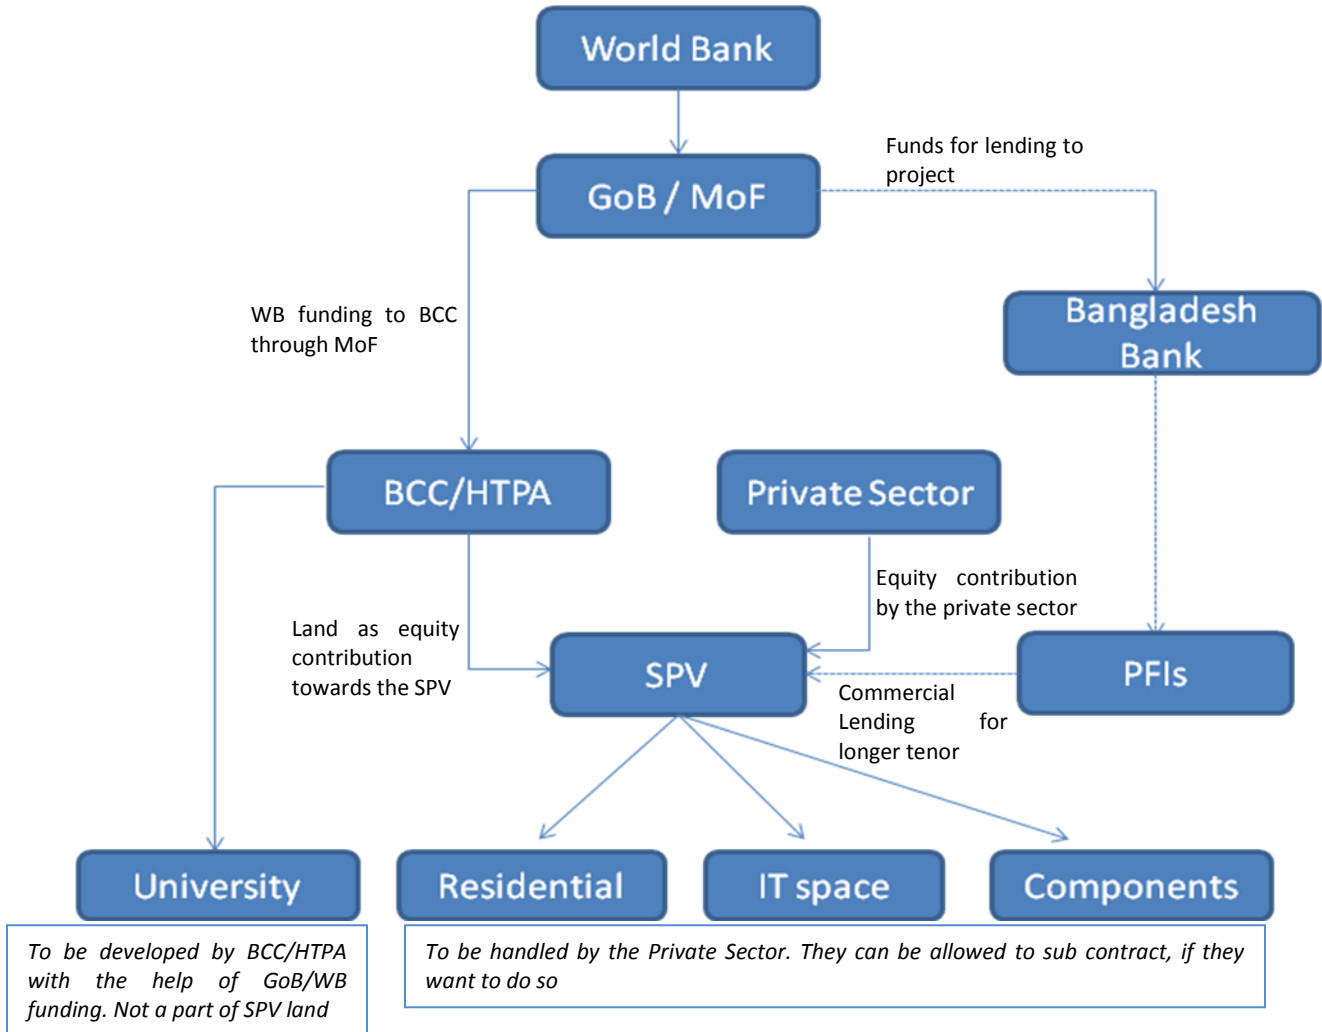 World Bank
Funds for lending to
project
GoB / MoF
WB funding to BCC
through MoF
Bangladesh
Bank
BCC/HTPA
Private Sector
Equity contribution
by the private sector
Land as equity
contribution
towards the SPV
SPV
PFIs
Commercial
Lending for
longer tenor
University
Residential
IT space
Components
To be developed by BCC/HTPA
with the help of GoB/WB
funding. Not a part of SPV land
To be handled by the Private Sector. They can be allowed to sub contract, if they
want to do so